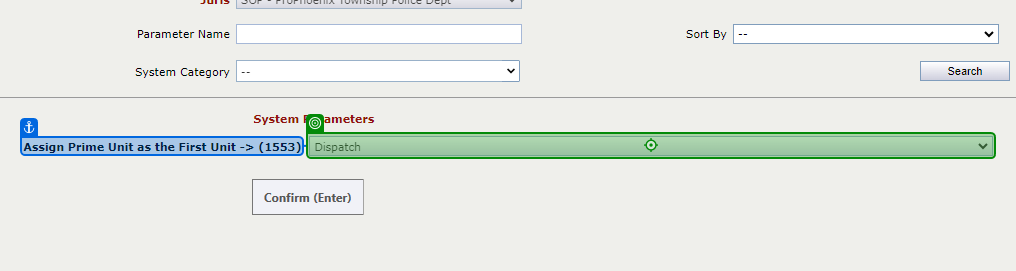 Juris SOP - ProPhoenix Township Police Dept
Parameter Name
Sort By --
System Category --
Search
System Parameters
Assign Prime Unit as the First Unit -> (1553) Dispatch
Confirm (Enter)